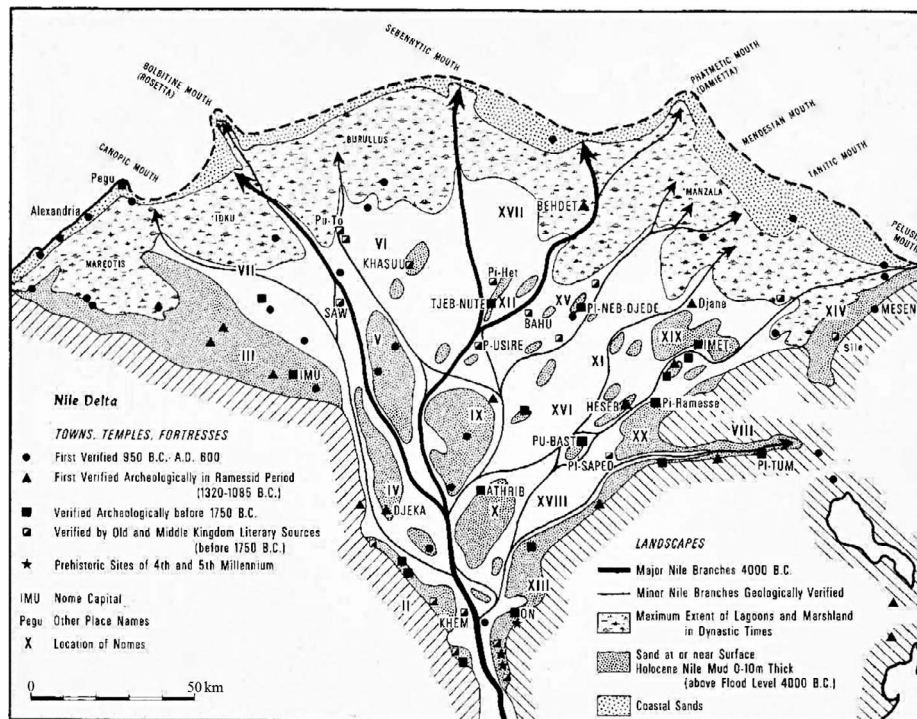 SEBENNYTIC MOUTH
BOLBITINE MOUTH
(ROSETTA)
PHATMETIC MOUTH
(DAMIETTA)
CANOPIC MOUTH
MENDESIAN MOUTH
TANITIC MOUTH
BURULLUS
Pegu
MANZALA
XVII
BEHDET
Alexandria
IDKU
Pu-To
VI
KHASUU
MAREOTIS
VII
Pi-Het
XII
XV
TJEB-NUTE
PI-NEB-DJEDE
Djane
XIV
MESEN
SAW
BAHU
XIX
V
P-USIRE
IMET
Sile
III
XI
IMU
IX
XVI
HESER
Pi-Ramesse
XX
VIII
PU-BAST
PI-SAPED
PI-TUM
IV
ATHRIB
X
XVIII
DJEKA
XIII
II
KHEM
ON
Nile Delta
TOWNS, TEMPLES, FORTRESSES
First Verified 950 B.C.-A.D. 600
First Verified Archeologically in Ramessid Period
(1320-1085 B.C.)
Verified Archeologically before 1750 B.C.
Verified by Old and Middle Kingdom Literary Sources
(before 1750 B.C.)
Prehistoric Sites of 4th and 5th Millennium
IMU Nome Capital
Pegu Other Place Names
X Location of Nomes
0 50 km
LANDSCAPES
Major Nile Branches 4000 B.C.
Minor Nile Branches Geologically Verified
Maximum Extent of Lagoons and Marshland
in Dynastic Times
Sand at or near Surface
Holocene Nile Mud 0-10m Thick
(above Flood Level 4000 B.C.)
Coastal Sands